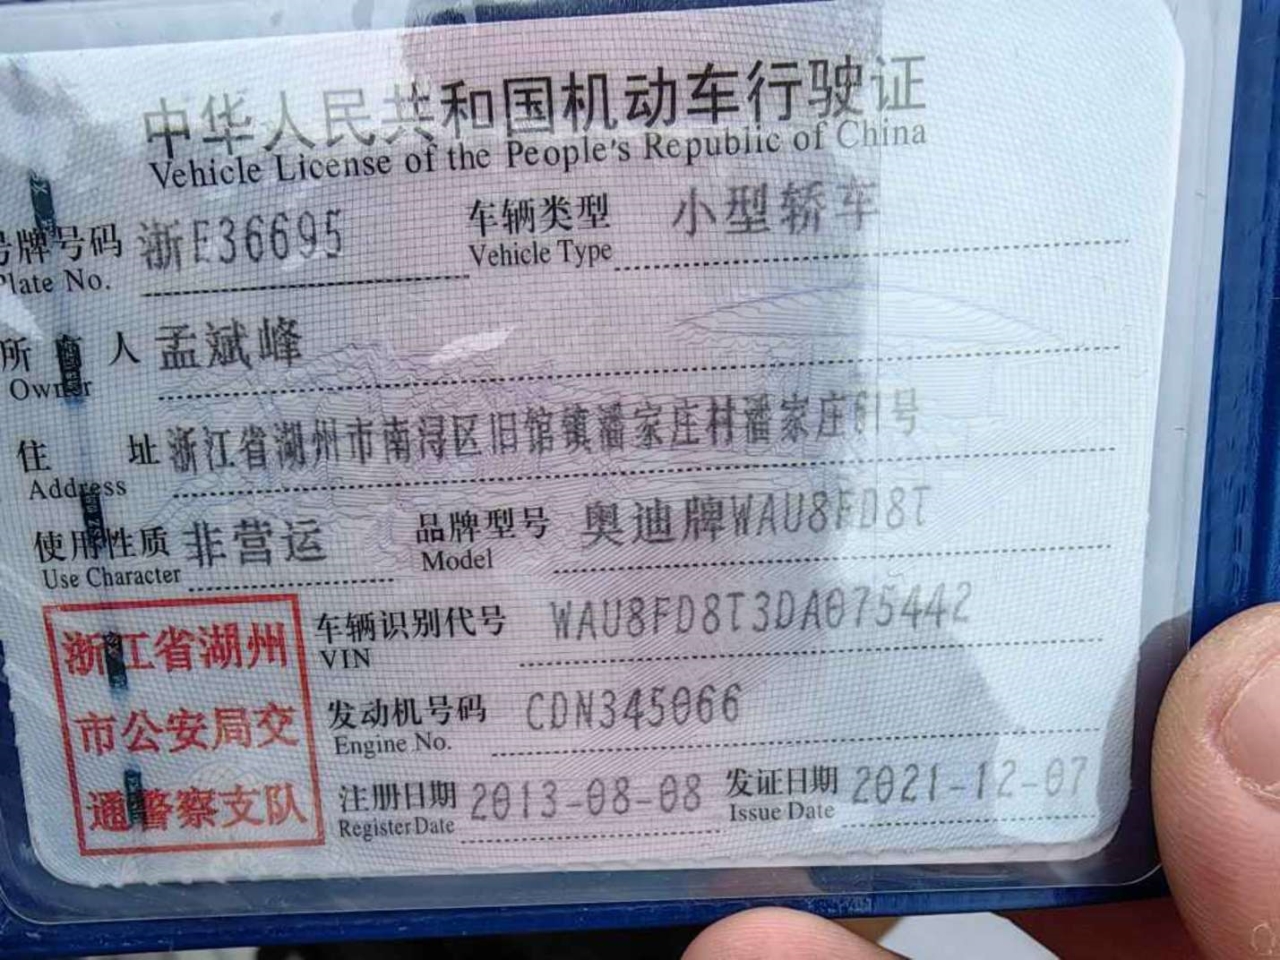 中华人民共和国机动车行驶证
Vehicle License of the People's Republic of China
号牌号码 浙E36695 车辆类型 小型轿车
Plate No. Vehicle Type
所有人 孟斌峰
Owner
住址 浙江省湖州市南浔区旧馆镇潘家庄村潘家庄61号
Address
使用性质 非营运 品牌型号 奥迪牌WAU8FD8T
Use Character Model
浙江省湖州 车辆识别代号 WAU8FD8T3DA075442
VIN
市公安局交 发动机号码 CDN345066
Engine No.
通警察支队 注册日期 2013-08-08 发证日期 2021-12-07
Register Date Issue Date